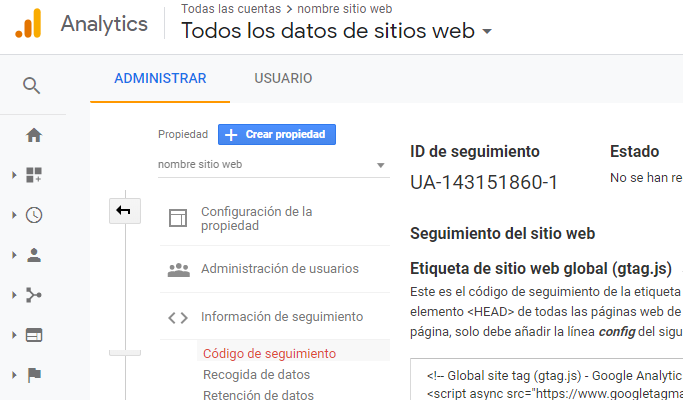 Analytics
Todas las cuentas > nombre sitio web
Todos los datos de sitios web
ADMINISTRAR
USUARIO
Propiedad
Crear propiedad
nombre sitio web
Configuración de la
propiedad
Administración de usuarios
Información de seguimiento
Código de seguimiento
Recogida de datos
Retención de datos
ID de seguimiento
Estado
UA-143151860-1
No se han re
Seguimiento del sitio web
Etiqueta de sitio web global (gtag.js)
Este es el código de seguimiento de la etiqueta
elemento <HEAD> de todas las páginas web de
página, solo debe añadir la línea config del sigu
<!-- Global site tag (gtag.js) - Google Analytic
<script async src="https://www.googletagma